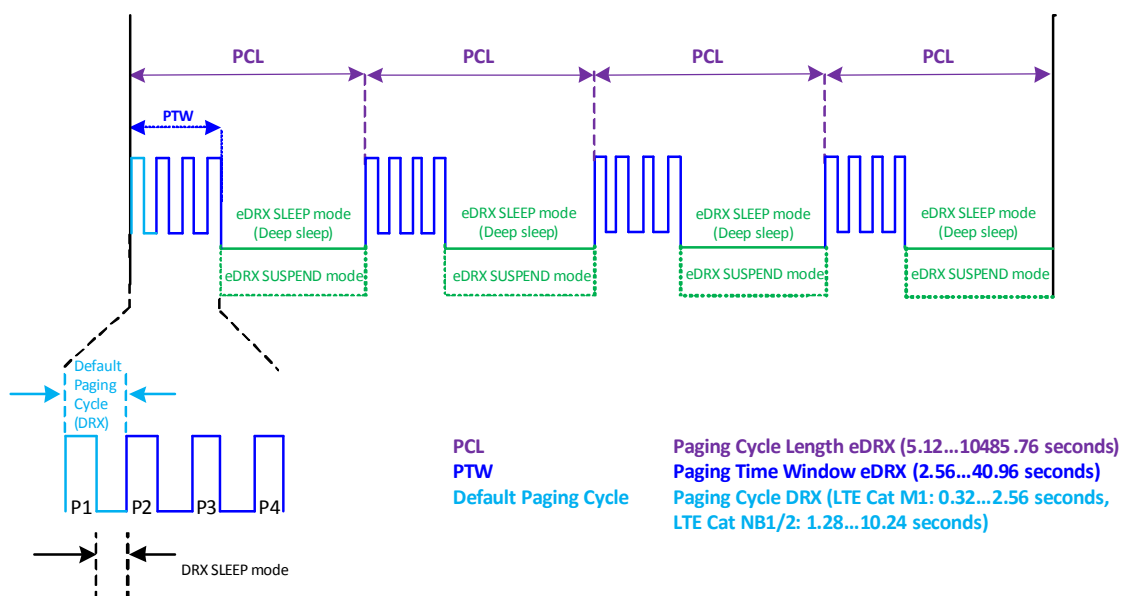 PCL
PCL
PCL
PCL
PTW
eDRX SLEEP mode
(Deep sleep)
eDRX SUSPEND mode
eDRX SLEEP mode
(Deep sleep)
eDRX SUSPEND mode
eDRX SLEEP mode
(Deep sleep)
eDRX SUSPEND mode
eDRX SLEEP mode
(Deep sleep)
eDRX SUSPEND mode
Default
Paging
Cycle
(DRX)
P1 P2 P3 P4
DRX SLEEP mode
PCL Paging Cycle Length eDRX (5.12...10485.76 seconds)
PTW Paging Time Window eDRX (2.56...40.96 seconds)
Default Paging Cycle Paging Cycle DRX (LTE Cat M1: 0.32...2.56 seconds,
LTE Cat NB1/2: 1.28...10.24 seconds)